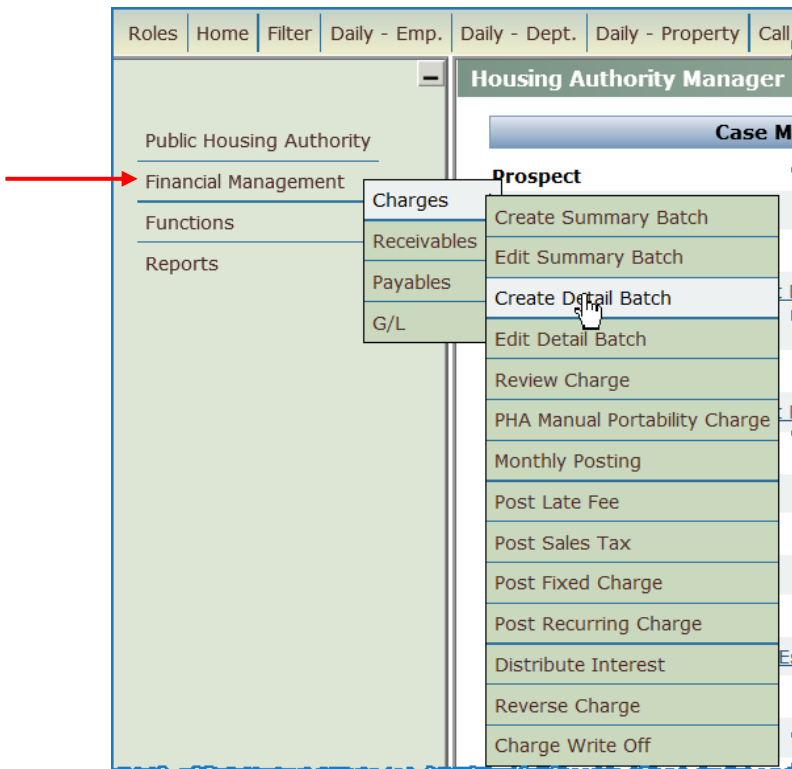 Roles Home Filter Daily - Emp. Daily - Dept. Daily - Property Call
Housing Authority Manager
Case M
Public Housing Authority
Financial Management
Functions
Reports
Prospect
Charges
Receivables
Payables
G/L
Create Summary Batch
Edit Summary Batch
Create Detail Batch
Edit Detail Batch
Review Charge
PHA Manual Portability Charge
Monthly Posting
Post Late Fee
Post Sales Tax
Post Fixed Charge
Post Recurring Charge
Distribute Interest
Reverse Charge
Charge Write Off